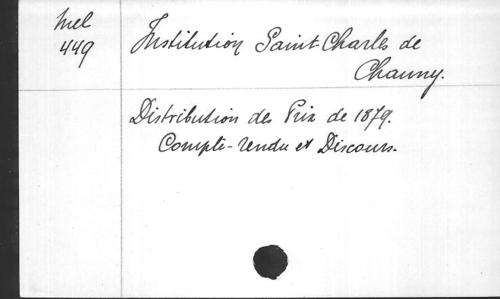 Mel
449
Institution Saint-Charles de
Chauny.
Distribution des Prix de 1879.
Compte-rendu et Discours.